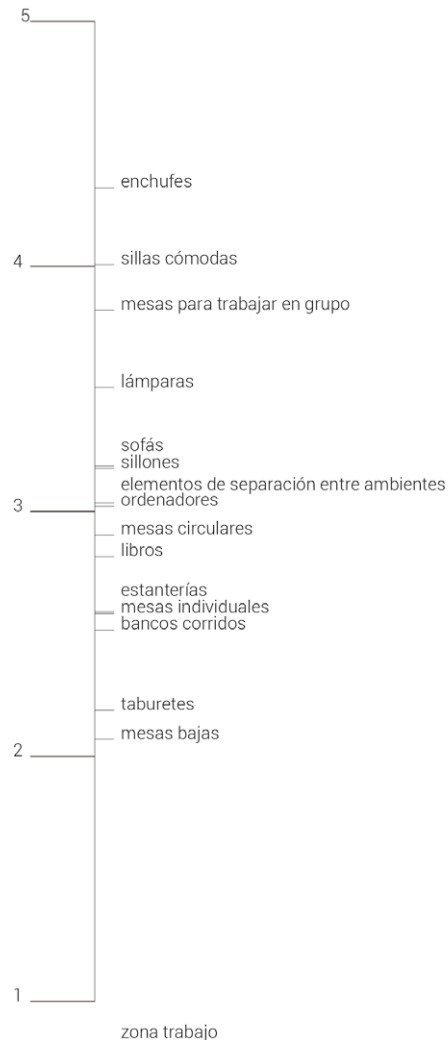 5
enchufes
4
sillas cómodas
mesas para trabajar en grupo
lámparas
sofás
sillones
elementos de separación entre ambientes
ordenadores
3
mesas circulares
libros
estanterías
mesas individuales
bancos corridos
taburetes
mesas bajas
2
1
zona trabajo